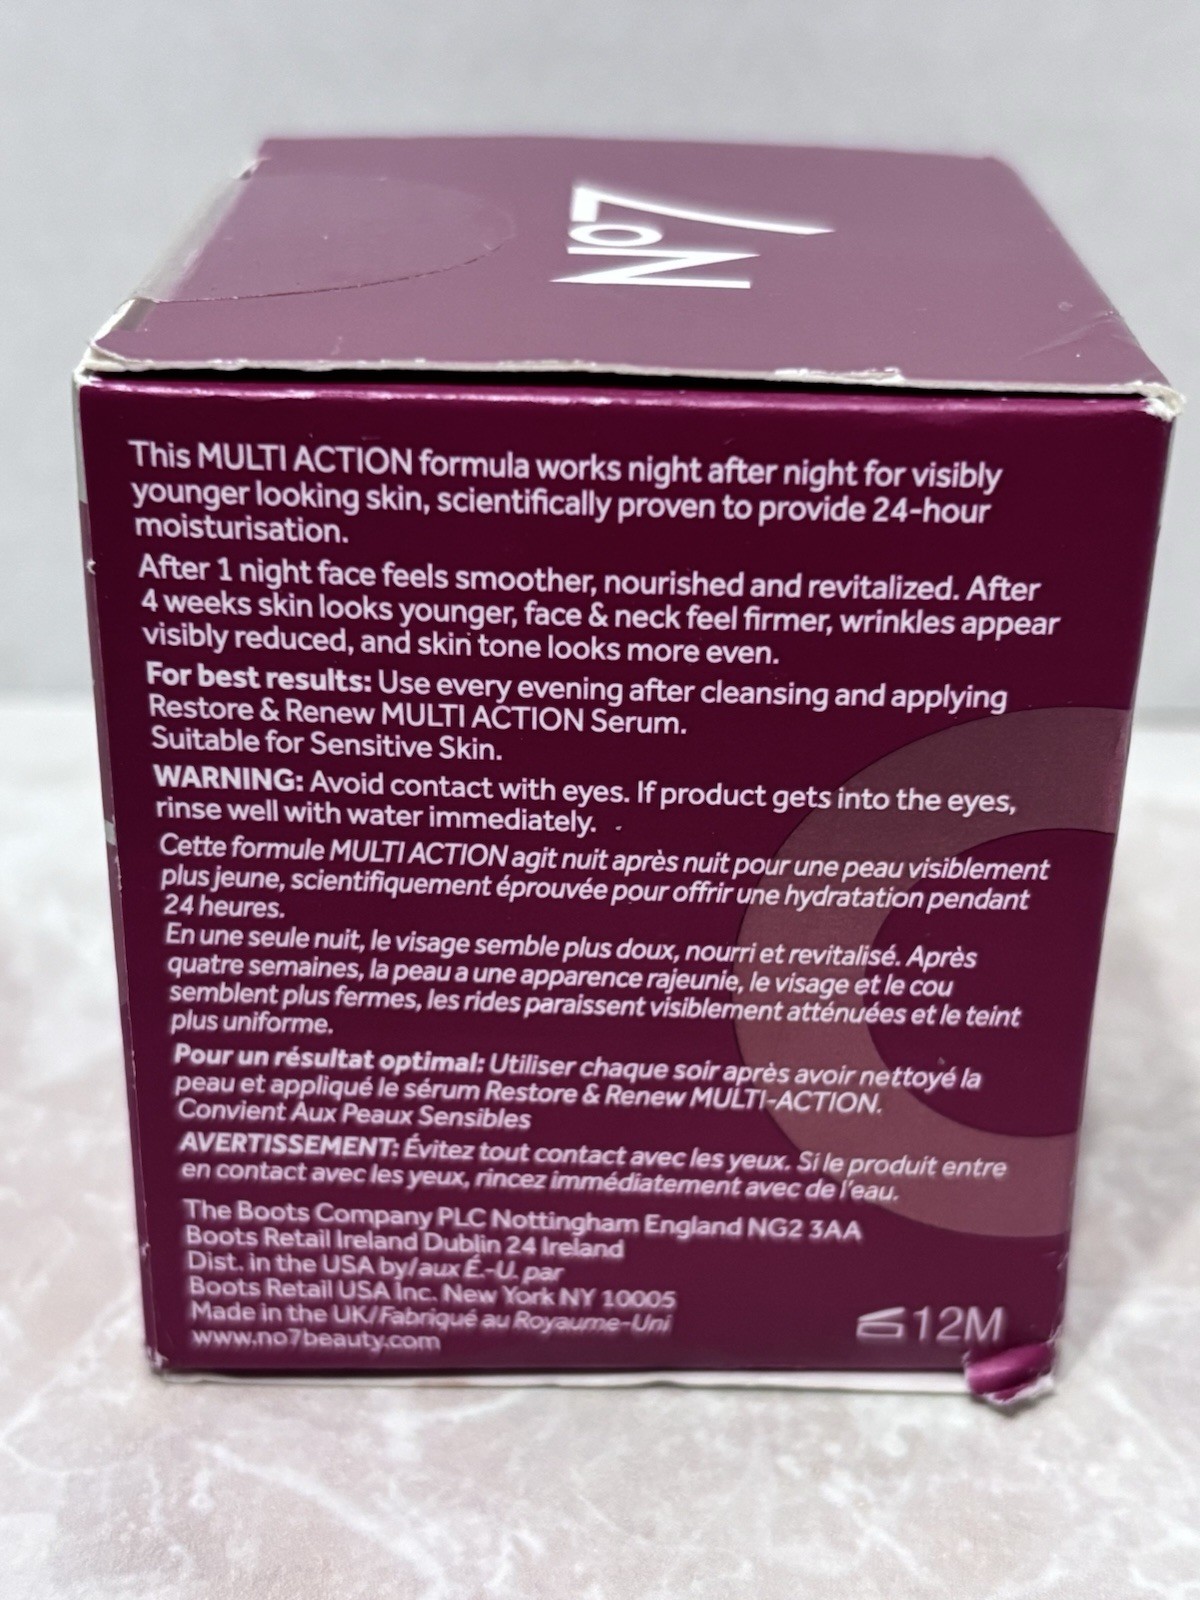 No7
This MULTI ACTION formula works night after night for visibly
younger looking skin, scientifically proven to provide 24-hour
moisturisation.
After 1 night face feels smoother, nourished and revitalized. After
4 weeks skin looks younger, face & neck feel firmer, wrinkles appear
visibly reduced, and skin tone looks more even.
For best results: Use every evening after cleansing and applying
Restore & Renew MULTI ACTION Serum.
Suitable for Sensitive Skin.
WARNING: Avoid contact with eyes. If product gets into the eyes,
rinse well with water immediately.
Cette formule MULTI ACTION agit nuit après nuit pour une peau visiblement
plus jeune, scientifiquement éprouvée pour offrir une hydratation pendant
24 heures.
En une seule nuit, le visage semble plus doux, nourri et revitalisé. Après
quatre semaines, la peau a une apparence rajeunie, le visage et le cou
semblent plus fermes, les rides paraissent visiblement atténuées et le teint
plus uniforme.
Pour un résultat optimal: Utiliser chaque soir après avoir nettoyé la
peau et appliqué le sérum Restore & Renew MULTI-ACTION.
Convient Aux Peaux Sensibles
AVERTISSEMENT: Évitez tout contact avec les yeux. Si le produit entre
en contact avec les yeux, rincez immédiatement avec de l'eau.
The Boots Company PLC Nottingham England NG2 3AA
Boots Retail Ireland Dublin 24 Ireland
Dist. in the USA by/aux É.-U. par
Boots Retail USA Inc. New York NY 10005
Made in the UK/Fabriqué au Royaume-Uni
www.no7beauty.com
12M